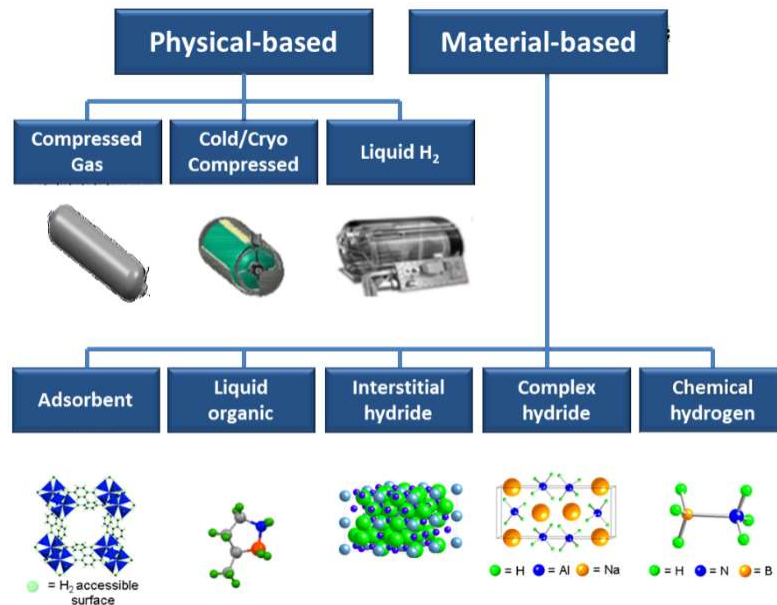 Physical-based
Material-based
Compressed
Gas
Cold/Cryo
Compressed
Liquid H₂
Adsorbent
Liquid
organic
Interstitial
hydride
Complex
hydride
Chemical
hydrogen
= H₂ accessible
surface
= H = Al = Na
= H = N = B